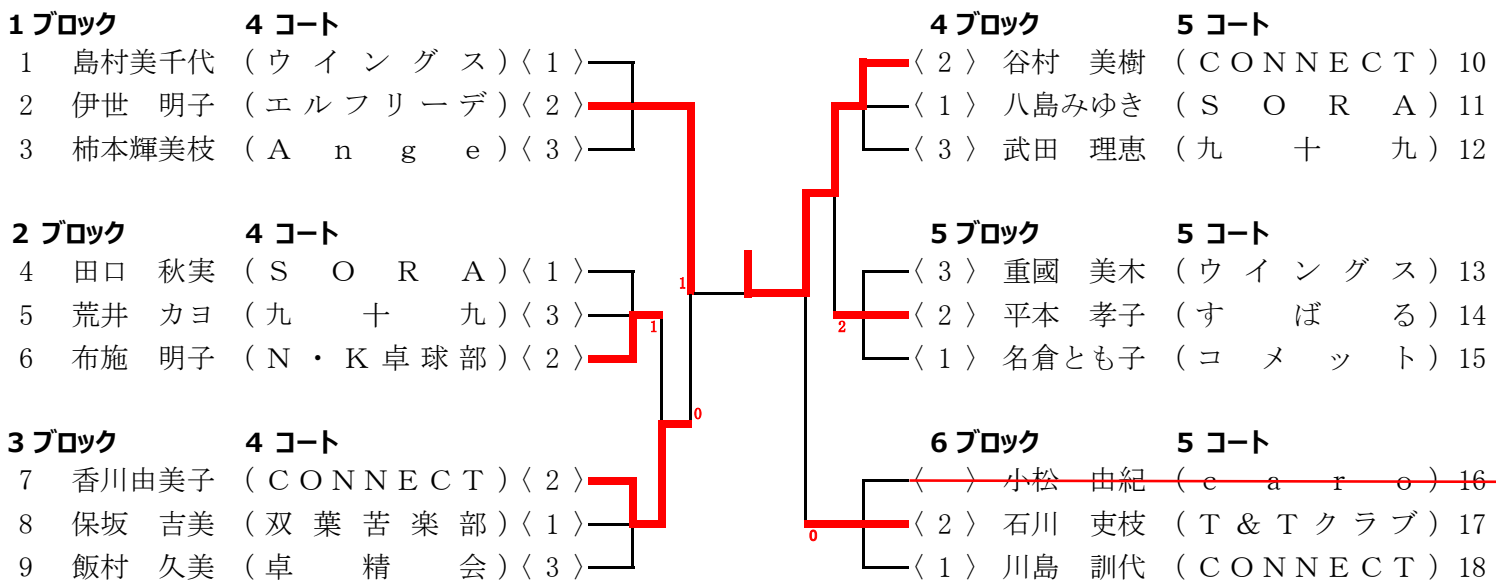 1 ブロック 4 コート
1 島村美千代 (ウイングス)〈 1 〉
2 伊世 明子 (エルフリーデ)〈 2 〉
3 柿本輝美枝 (Ange)〈 3 〉
2 ブロック 4 コート
4 田口 秋実 (SORA)〈 1 〉
5 荒井 カヨ (九十九)〈 3 〉
6 布施 明子 (N・K卓球部)〈 2 〉
3 ブロック 4 コート
7 香川由美子 (CONNECT)〈 2 〉
8 保坂 吉美 (双葉苦楽部)〈 1 〉
9 飯村 久美 (卓精会)〈 3 〉
1
1
0
4 ブロック 5 コート
〈 2 〉 谷村 美樹 (CONNECT) 10
〈 1 〉 八島みゆき (SORA) 11
〈 3 〉 武田 理恵 (九十九) 12
5 ブロック 5 コート
〈 3 〉 重國 美木 (ウイングス) 13
〈 2 〉 平本 孝子 (すばる) 14
〈 1 〉 名倉とも子 (コメット) 15
6 ブロック 5 コート
〈 〉 小松 由紀 (caro) 16
〈 2 〉 石川 吏枝 (T&Tクラブ) 17
〈 1 〉 川島 訓代 (CONNECT) 18
2
0